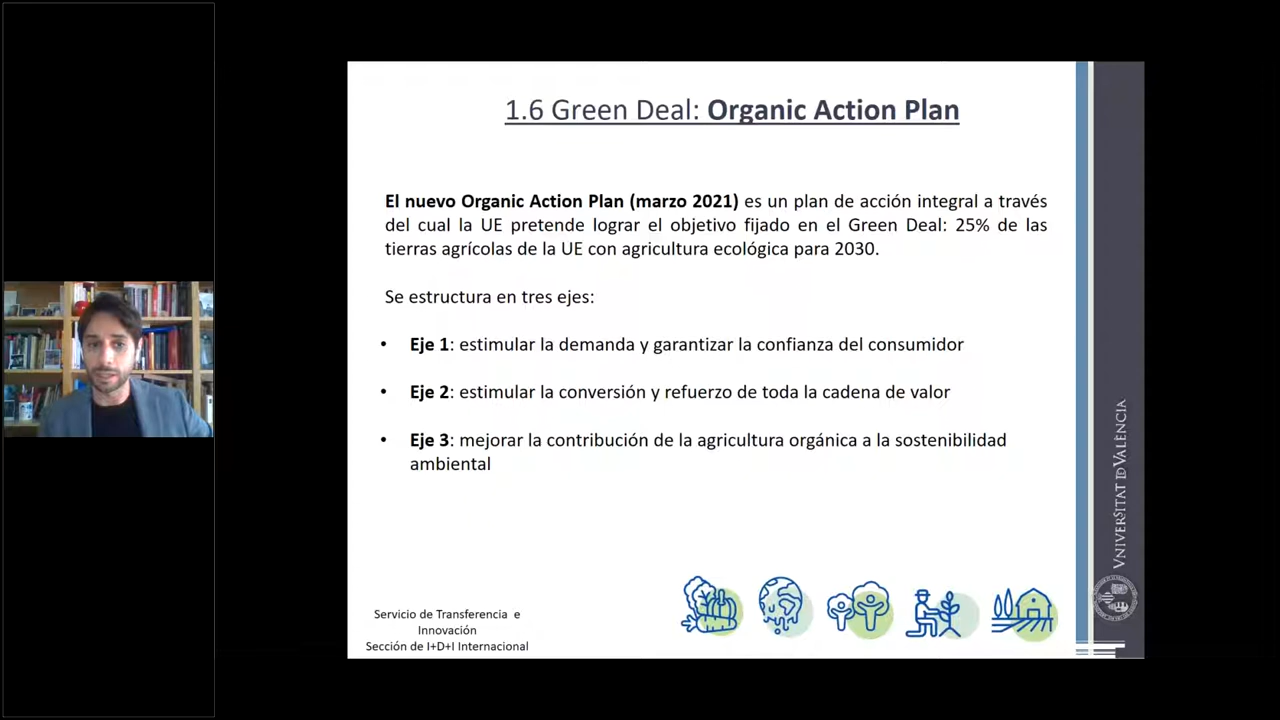 1.6 Green Deal: Organic Action Plan
El nuevo Organic Action Plan (marzo 2021) es un plan de acción integral a través
del cual la UE pretende lograr el objetivo fijado en el Green Deal: 25% de las
tierras agrícolas de la UE con agricultura ecológica para 2030.
Se estructura en tres ejes:
• Eje 1: estimular la demanda y garantizar la confianza del consumidor
• Eje 2: estimular la conversión y refuerzo de toda la cadena de valor
• Eje 3: mejorar la contribución de la agricultura orgánica a la sostenibilidad
ambiental
Servicio de Transferencia e
Innovación
Sección de I+D+I Internacional
VNIVERSITAT ID VALÈNCIA